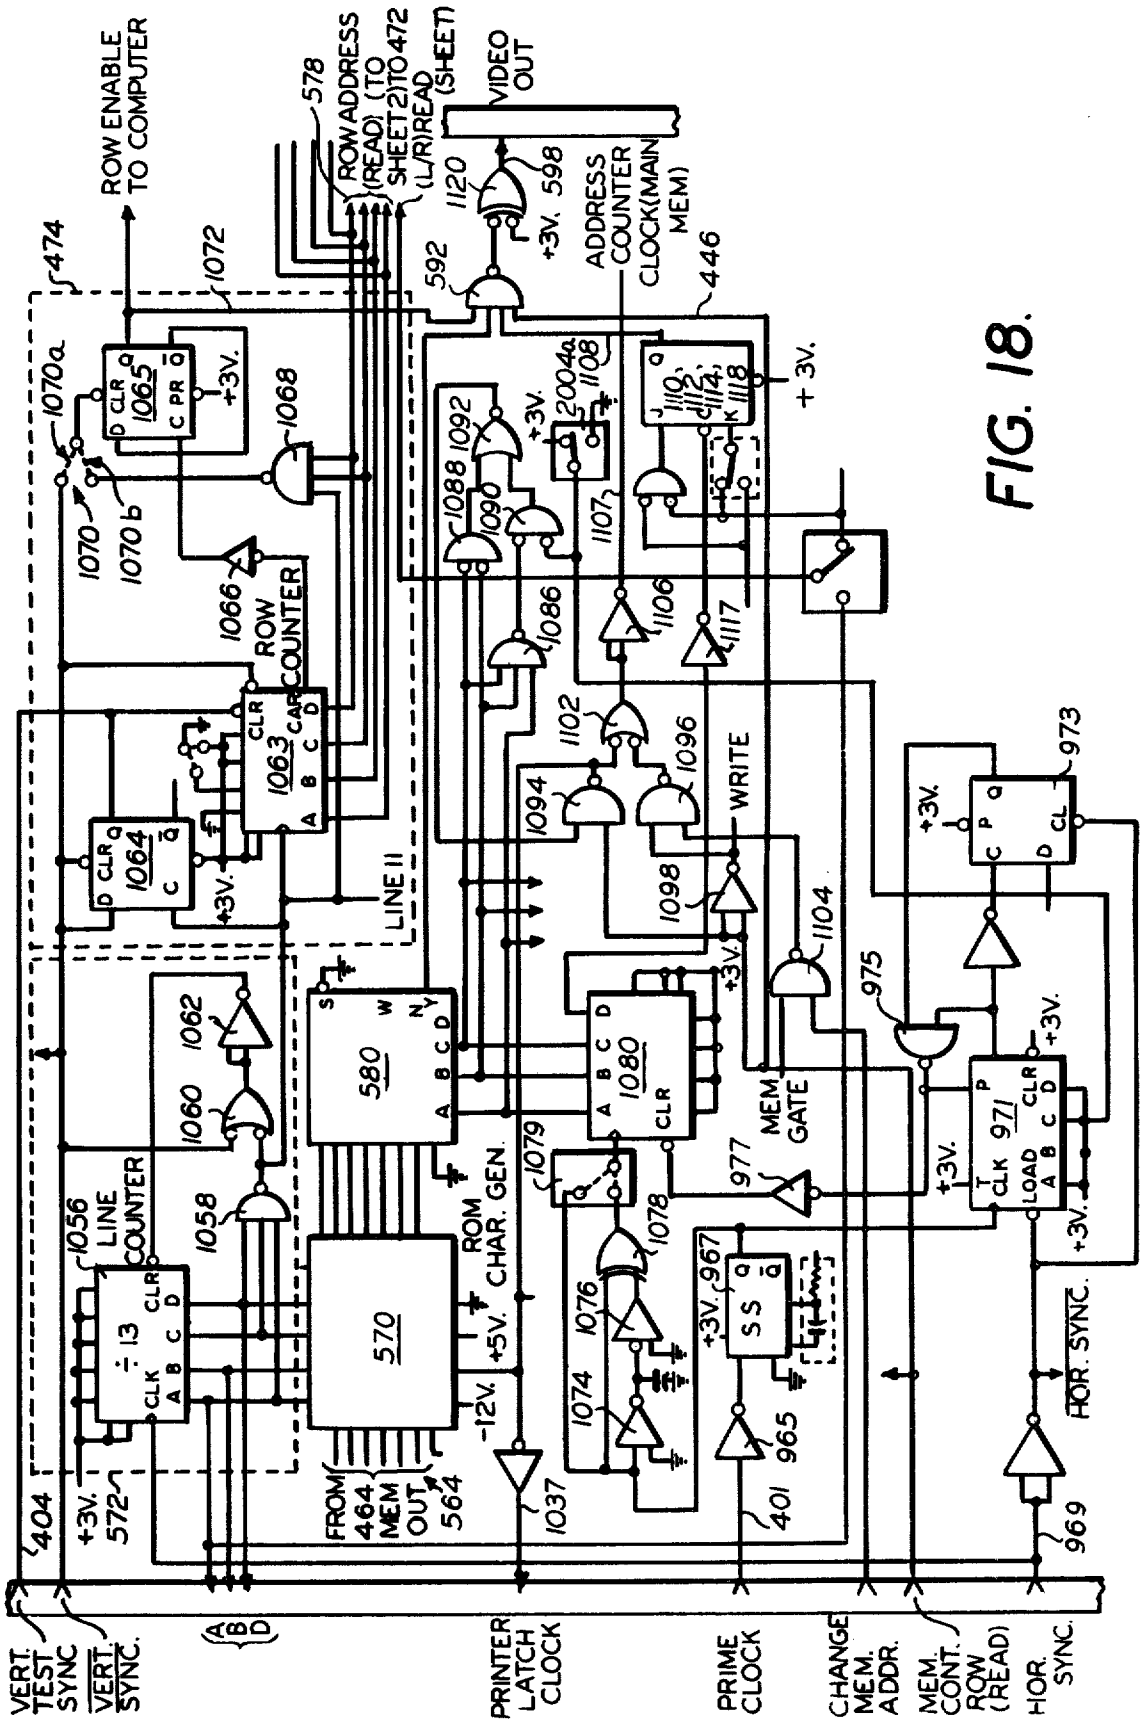 VERT.
TEST
SYNC
VERT.
SYNC.
404
+3V.
572
÷ 13
CLK
CLR
A B C D
1056
LINE
COUNTER
1058
1060
1062
A
B
D
474
D CLR Q
1064
C Q
+3V.
CLR
1063
CAR
A B C D
ROW
COUNTER
1066
LINE 11
1068
1070
1070a
1070b
D CLR Q
1065
C PR Q
+3V.
1072
ROW ENABLE
TO COMPUTER
578
ROW ADDRESS
(READ) (TO
SHEET 2) TO 472
(L/R) READ
(SHEET)
FROM
464
MEM
OUT
564
570
-12V.
+5V.
ROM
CHAR. GEN.
580
S
W
N
Y
A B C D
1086
1088
1090
1092
592
1120
+3V.
598
VIDEO
OUT
PRINTER
LATCH
CLOCK
1037
1074
1076
1078
1079
1080
A B C D
CLR
1094
1096
1098
1102
1104
1106
1107
1117
WRITE
+3V.
MEM
GATE
+3V.
2004a
1108
ADDRESS
COUNTER
CLOCK (MAIN
MEM)
446
J Q
1110,
1112,
1114,
1118
C
K
+3V.
PRIME
CLOCK
401
965
+3V.
967
SS
Q
Q
977
975
CHANGE
MEM.
ADDR.
MEM.
CONT.
ROW
(READ)
HOR.
SYNC.
969
HOR. SYNC.
+3V.
T P
CLK
971
LOAD
CLR
A B C D
+3V.
+3V.
+3V.
P
C Q
D CL
973
FIG. 18.